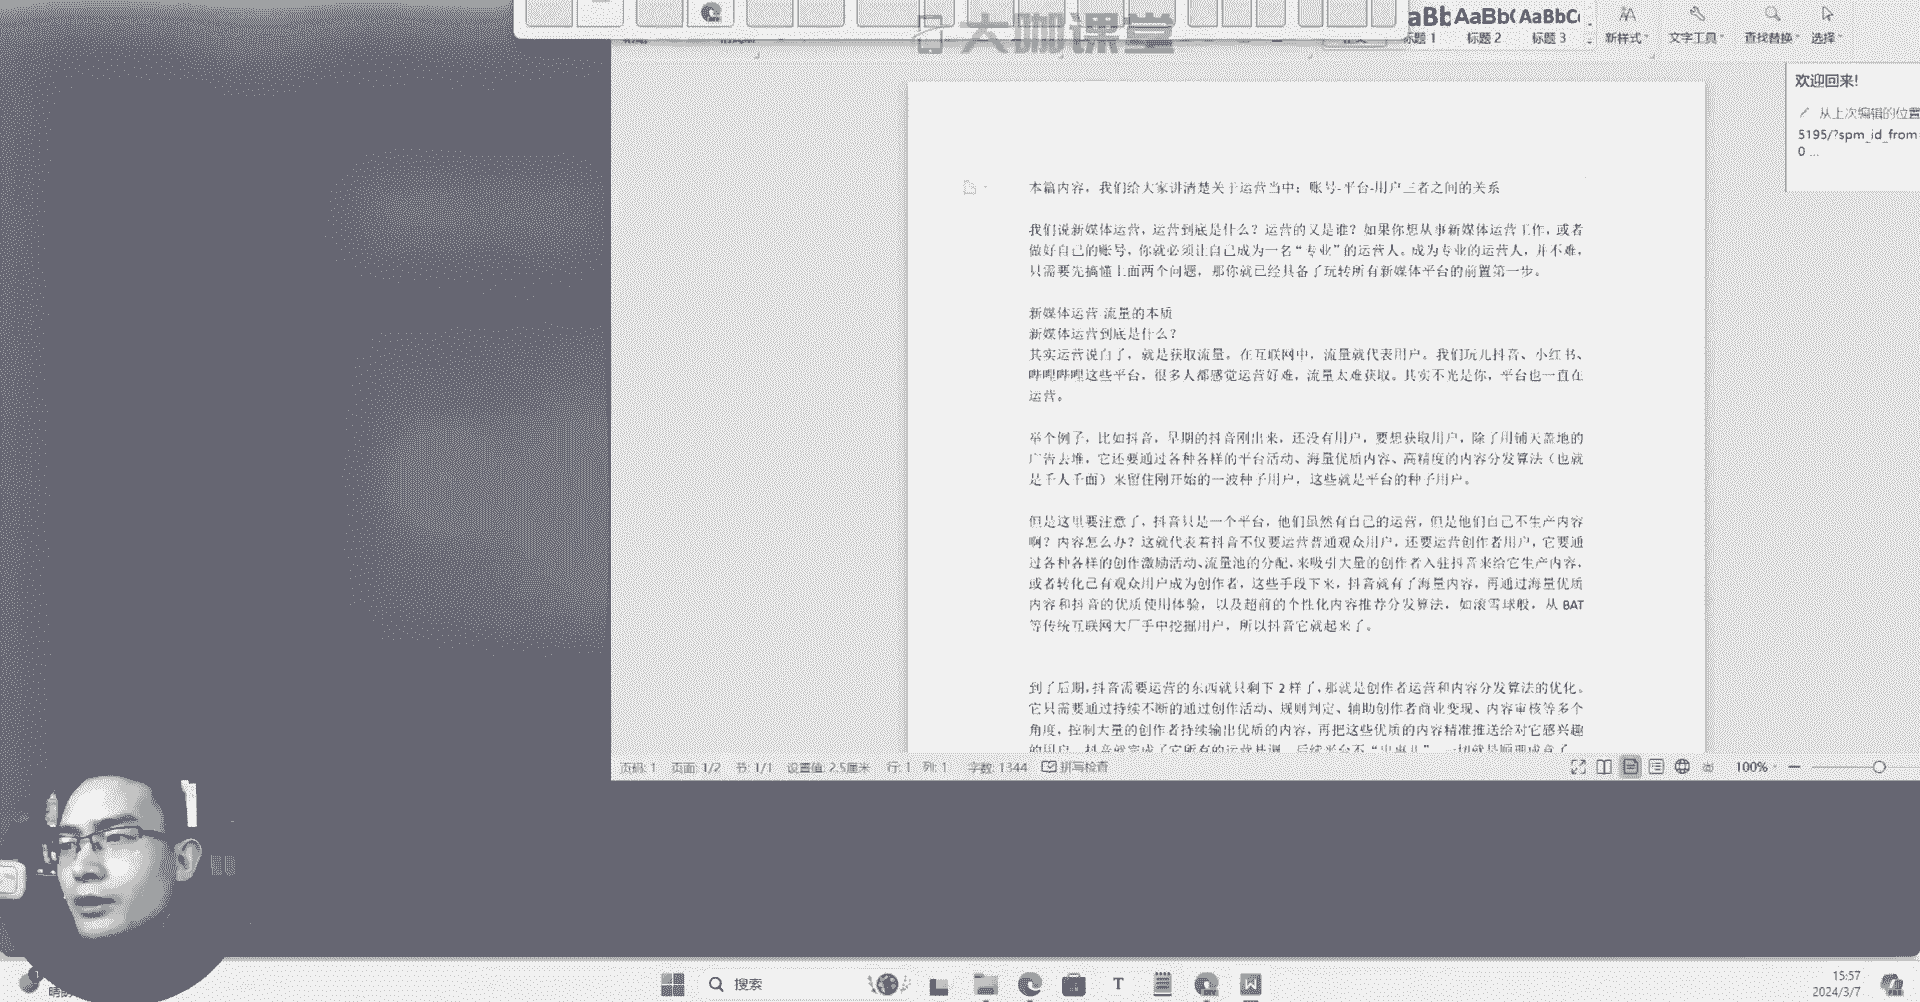 大咖课堂
aBb AaBb( AaBbC
标题 1 标题 2 标题 3 新样式 文字工具 查找替换 选择
欢迎回来!
从上次编辑的位置
5195/?spm_id_from
0 ...
本篇内容，我们给大家讲清楚关于运营当中：账号-平台-用户三者之间的关系
我们说新媒体运营，运营到底是什么？运营的又是谁？如果你想从事新媒体运营工作，或者
做好自己的账号，你就必须让自己成为一名“专业”的运营人。成为专业的运营人，并不难，
只需要先搞懂上面两个问题，那你就已经具备了玩转所有新媒体平台的前置第一步。
新媒体运营-流量的本质
新媒体运营到底是什么？
其实运营说白了，就是获取流量。在互联网中，流量就代表用户。我们玩儿抖音、小红书、
哔哩哔哩这些平台，很多人都感觉运营好难，流量太难获取。其实不光是你，平台也一直在
运营。
举个例子，比如抖音，早期的抖音刚出来，还没有用户，要想获取用户，除了用铺天盖地的
广告去堆，它还要通过各种各样的平台活动、海量优质内容、高精度的内容分发算法（也就
是千人千面）来留住刚开始的一波种子用户，这些就是平台的种子用户。
但是这里要注意了，抖音只是一个平台，他们虽然有自己的运营，但是他们自己不生产内容
啊？内容怎么办？这就代表着抖音不仅要运营普通观众用户，还要运营创作者用户，它要通
过各种各样的创作激励活动、流量池的分配，来吸引大量的创作者入驻抖音来给它生产内容，
或者转化已有观众用户成为创作者，这些手段下来，抖音就有了海量内容，再通过海量优质
内容和抖音的优质使用体验，以及超前的个性化内容推荐分发算法，如滚雪球般，从 BAT
等传统互联网大厂手中挖掘用户，所以抖音它就起来了。
到了后期，抖音需要运营的东西就只剩下 2 样了，那就是创作者运营和内容分发算法的优化。
它只需要通过持续不断的通过创作活动、规则判定、辅助创作者商业变现、内容审核等多个
角度，控制大量的创作者持续输出优质的内容，再把这些优质的内容精准推送给对它感兴趣
页码: 1 页面: 1/2 节: 1/1 设置值: 2.5厘米 行: 1 列: 1 字数: 1344 拼写检查 100%
搜索
15:57
2024/3/7